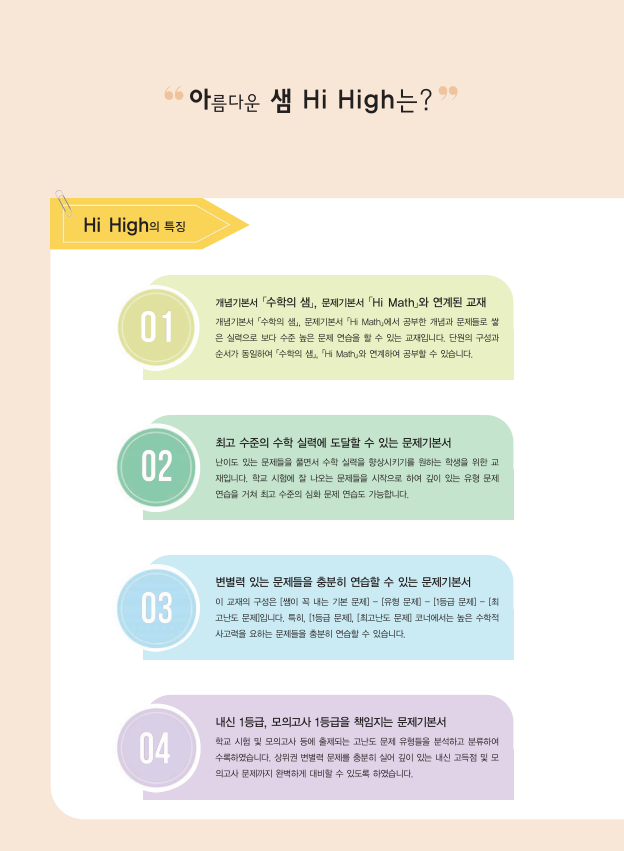 “ 아름다운 샘 Hi High는? ”
Hi High의 특징
01
개념기본서 「수학의 샘」, 문제기본서 「Hi Math」와 연계된 교재
개념기본서 「수학의 샘」, 문제기본서 「Hi Math」에서 공부한 개념과 문제들로 쌓
은 실력으로 보다 수준 높은 문제 연습을 할 수 있는 교재입니다. 단원의 구성과
순서가 동일하여 「수학의 샘」, 「Hi Math」와 연계하여 공부할 수 있습니다.
02
최고 수준의 수학 실력에 도달할 수 있는 문제기본서
난이도 있는 문제들을 풀면서 수학 실력을 향상시키기를 원하는 학생을 위한 교
재입니다. 학교 시험에 잘 나오는 문제들을 시작으로 하여 깊이 있는 유형 문제
연습을 거쳐 최고 수준의 심화 문제 연습도 가능합니다.
03
변별력 있는 문제들을 충분히 연습할 수 있는 문제기본서
이 교재의 구성은 [쌤이 꼭 내는 기본 문제] – [유형 문제] – [1등급 문제] – [최
고난도 문제]입니다. 특히, [1등급 문제], [최고난도 문제] 코너에서는 높은 수학적
사고력을 요하는 문제들을 충분히 연습할 수 있습니다.
04
내신 1등급, 모의고사 1등급을 책임지는 문제기본서
학교 시험 및 모의고사 등에 출제되는 고난도 문제 유형들을 분석하고 분류하여
수록하였습니다. 상위권 변별력 문제를 충분히 실어 깊이 있는 내신 고득점 및 모
의고사 문제까지 완벽하게 대비할 수 있도록 하였습니다.